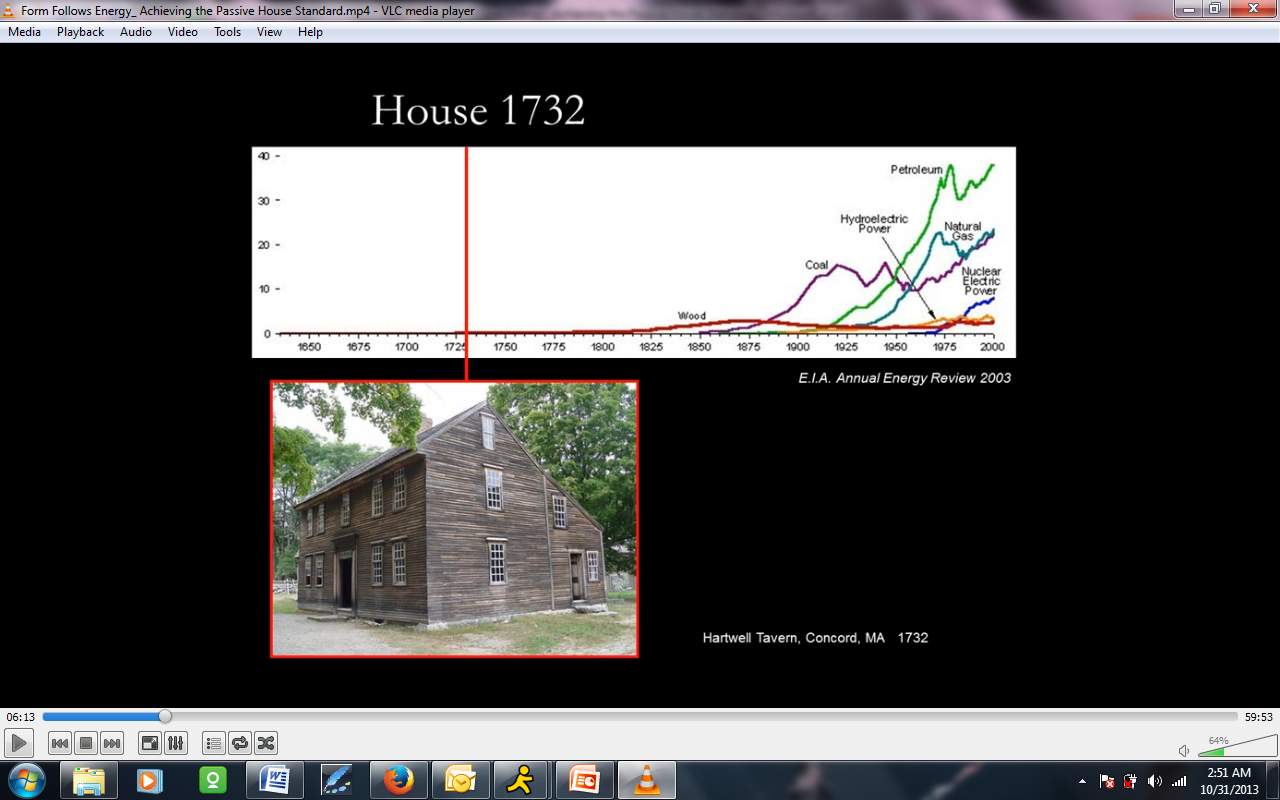 Form Follows Energy_ Achieving the Passive House Standard.mp4 - VLC media player
Media Playback Audio Video Tools View Help
House 1732
40
30
20
10
0
Petroleum
Hydroelectric
Power
Natural
Gas
Coal
Nuclear
Electric
Power
Wood
1650 1675 1700 1725 1750 1775 1800 1825 1850 1875 1900 1925 1950 1975 2000
E.I.A. Annual Energy Review 2003
Hartwell Tavern, Concord, MA 1732
06:13
59:53
64%
2:51 AM
10/31/2013